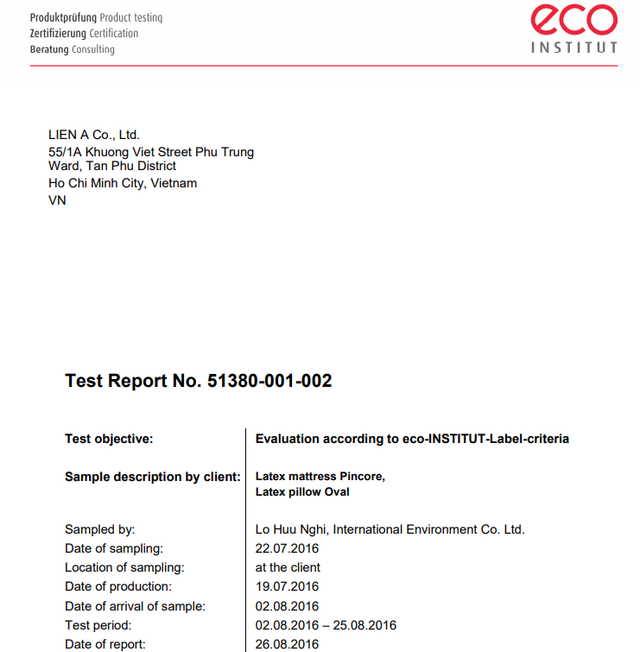 Produktprüfung Product testing
Zertifizierung Certification
Beratung Consulting
eco
INSTITUT
LIEN A Co., Ltd.
55/1A Khuong Viet Street Phu Trung
Ward, Tan Phu District
Ho Chi Minh City, Vietnam
VN
Test Report No. 51380-001-002
Test objective: Evaluation according to eco-INSTITUT-Label-criteria
Sample description by client: Latex mattress Pincore,
Latex pillow Oval
Sampled by: Lo Huu Nghi, International Environment Co. Ltd.
Date of sampling: 22.07.2016
Location of sampling: at the client
Date of production: 19.07.2016
Date of arrival of sample: 02.08.2016
Test period: 02.08.2016 – 25.08.2016
Date of report: 26.08.2016